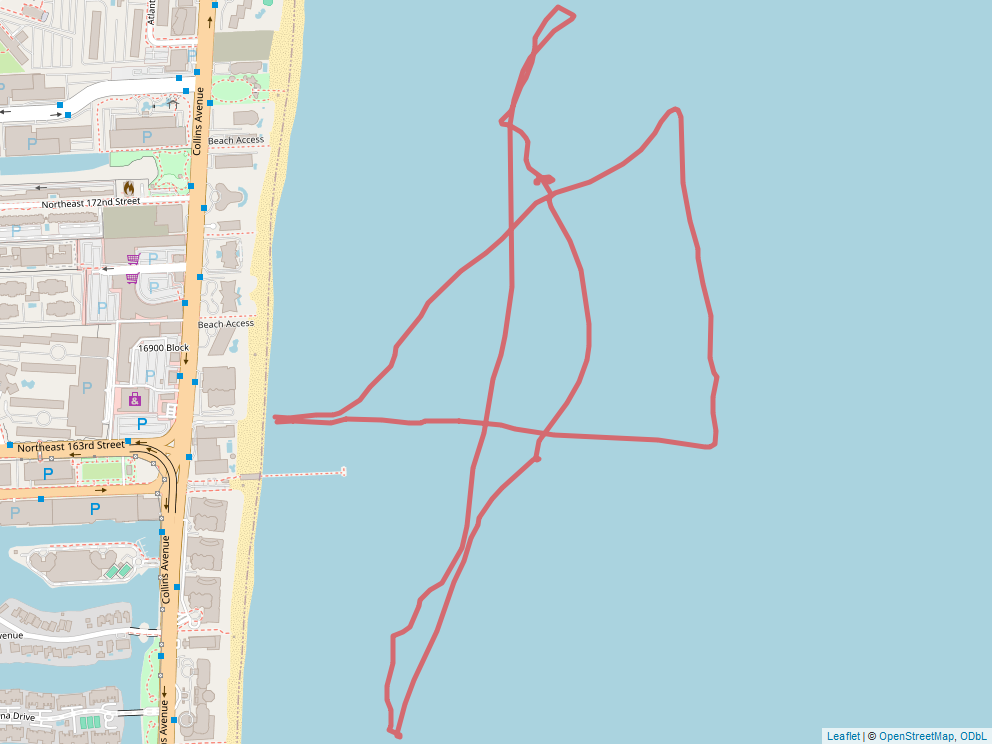 Atlant
Collins Avenue
P
P
P
Beach Access
Northeast 172nd Street
P
P
P
P
Beach Access
16900 Block
P
P
P
Northeast 163rd Street
P
P
P
Collins Avenue
venue
na Drive
ns Avenue
Leaflet | © OpenStreetMap, ODbL